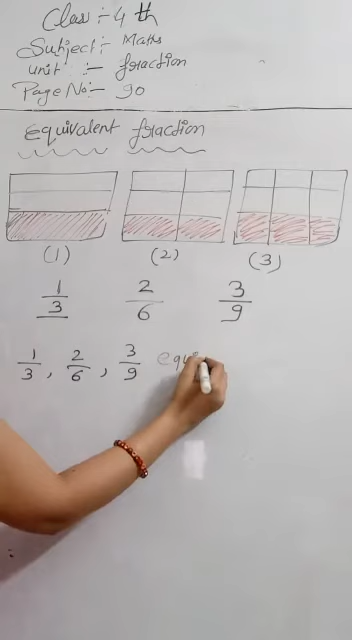 Class :- 4 th
Subject :- Maths
unit :- fraction
Page No :- 90
equivalent fraction
(1) (2) (3)
1/3 2/6 3/9
1/3 , 2/6 , 3/9 equi